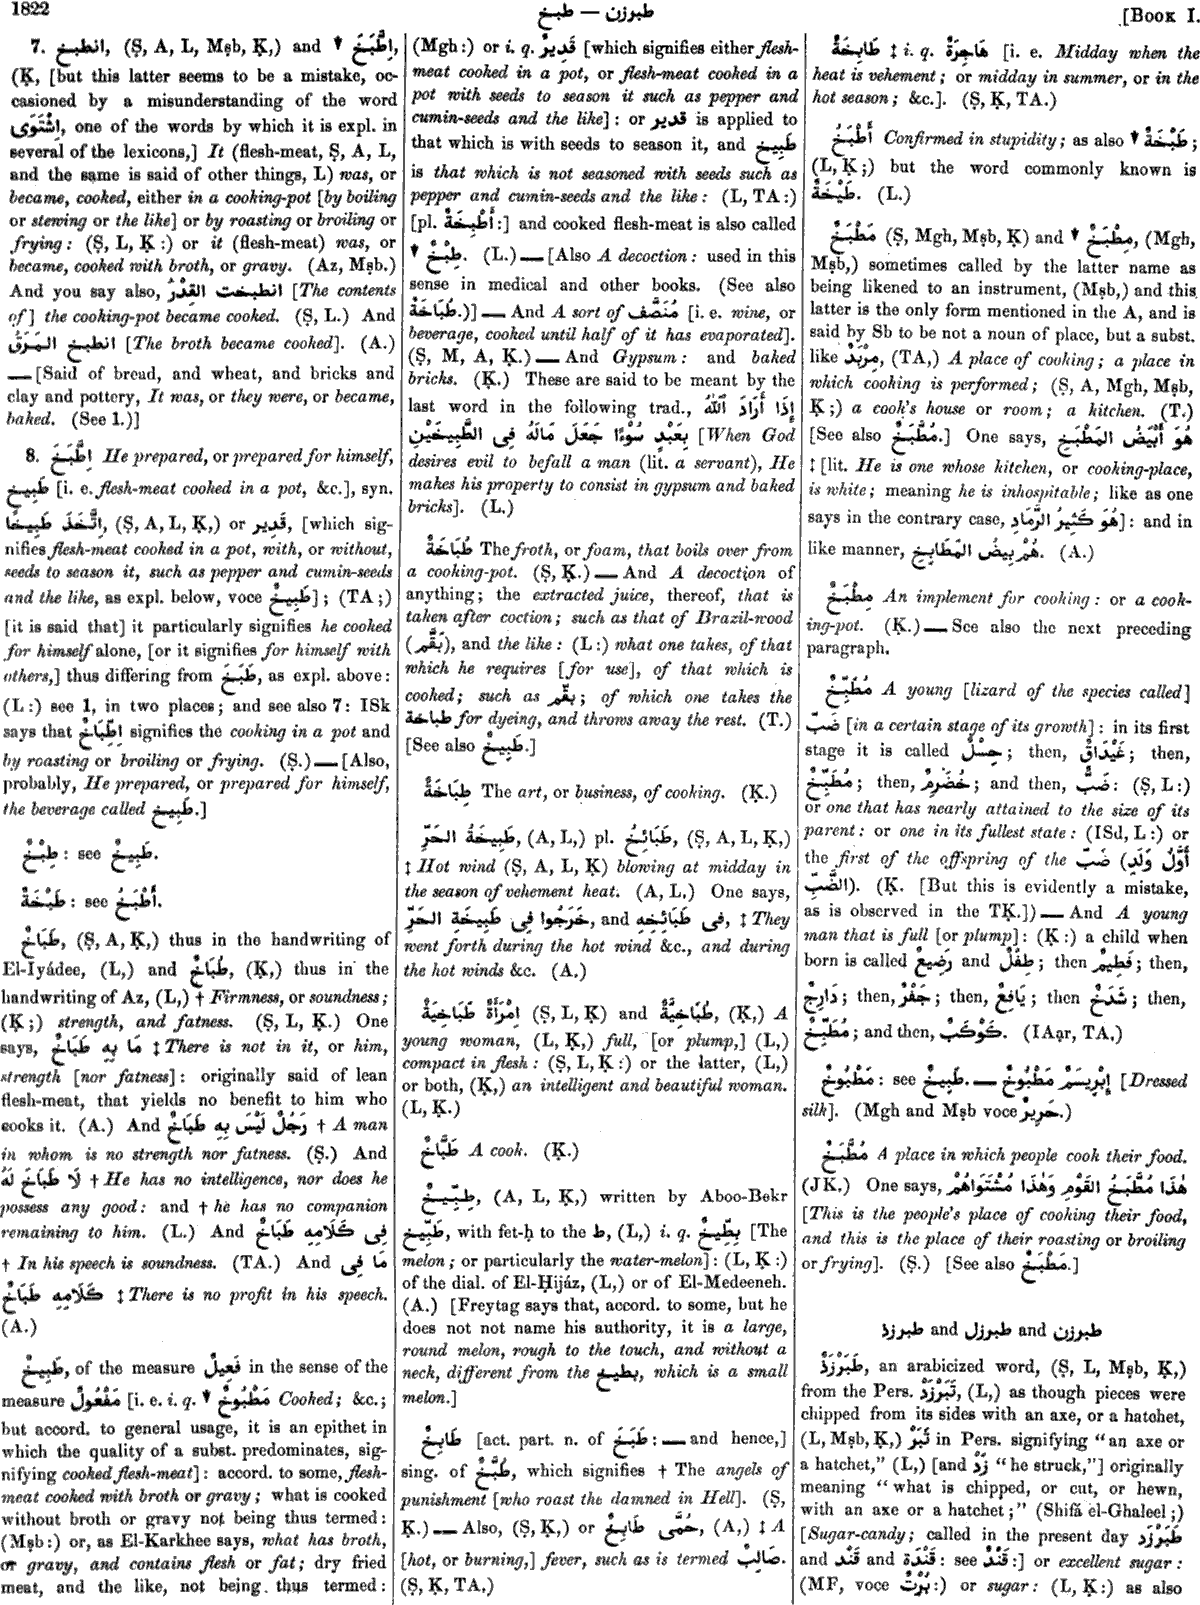 1822
طبرزن — طبخ
[BOOK I.
7. انطبخ, (Ṣ, A, L, Mṣb, Ḳ,) and ▼ اِطَّبَخَ,
(Ḳ, [but this latter seems to be a mistake, oc-
casioned by a misunderstanding of the word
اِشْتَوَى, one of the words by which it is expl. in
several of the lexicons,] It (flesh-meat, Ṣ, A, L,
and the same is said of other things, L) was, or
became, cooked, either in a cooking-pot [by boiling
or stewing or the like] or by roasting or broiling or
frying: (Ṣ, L, Ḳ:) or it (flesh-meat) was, or
became, cooked with broth, or gravy. (Az, Mṣb.)
And you say also, انطبخت القِدْرُ [The contents
of] the cooking-pot became cooked. (Ṣ, L.) And
انطبخ المَرَقُ [The broth became cooked]. (A.)
— [Said of bread, and wheat, and bricks and
clay and pottery, It was, or they were, or became,
baked. (See 1.)]
8. اِطَّبَخَ He prepared, or prepared for himself,
طَبِيخ [i. e. flesh-meat cooked in a pot, &c.], syn.
اِتَّخَذَ طَبِيخًا, (Ṣ, A, L, Ḳ,) or قَدِير, [which sig-
nifies flesh-meat cooked in a pot, with, or without,
seeds to season it, such as pepper and cumin-seeds
and the like, as expl. below, voce طَبِيخٌ]; (TA;)
[it is said that] it particularly signifies he cooked
for himself alone, [or it signifies for himself with
others,] thus differing from طَبَخَ, as expl. above:
(L:) see 1, in two places; and see also 7: ISk
says that اِطِّبَاخٌ signifies the cooking in a pot and
by roasting or broiling or frying. (Ṣ.) — [Also,
probably, He prepared, or prepared for himself,
the beverage called طَبِيخ.]
طِبْخٌ: see طَبِيخٌ.
طَبْخَةٌ: see أَطْبَخُ.
طَبَاخٌ, (Ṣ, A, Ḳ,) thus in the handwriting of
El-Iyádee, (L,) and طُبَاخٌ, (Ḳ,) thus in the
handwriting of Az, (L,) † Firmness, or soundness;
(Ḳ;) strength, and fatness. (Ṣ, L, Ḳ.) One
says, مَا بِهِ طَبَاخٌ ‡ There is not in it, or him,
strength [nor fatness]: originally said of lean
flesh-meat, that yields no benefit to him who
cooks it. (A.) And رَجُلٌ لَيْسَ بِهِ طَبَاخٌ † A man
in whom is no strength nor fatness. (Ṣ.) And
لَا طَبَاخَ لَهُ † He has no intelligence, nor does he
possess any good: and † he has no companion
remaining to him. (L.) And فِى كَلَامِهِ طَبَاخٌ
† In his speech is soundness. (TA.) And مَا فِى
كَلَامِهِ طَبَاخٌ ‡ There is no profit in his speech.
(A.)
طَبِيخٌ, of the measure فَعِيلٌ in the sense of the
measure مَفْعُولٌ [i. e. i. q. ▼ مَطْبُوخٌ Cooked; &c.;
but accord. to general usage, it is an epithet in
which the quality of a subst. predominates, sig-
nifying cooked flesh-meat]: accord. to some, flesh-
meat cooked with broth or gravy; what is cooked
without broth or gravy not being thus termed:
(Mṣb:) or, as El-Karkhee says, what has broth,
or gravy, and contains flesh or fat; dry fried
meat, and the like, not being thus termed:
(Mgh:) or i. q. قَدِيرٌ [which signifies either flesh-
meat cooked in a pot, or flesh-meat cooked in a
pot with seeds to season it such as pepper and
cumin-seeds and the like]: or قدير is applied to
that which is with seeds to season it, and طَبِيخ
is that which is not seasoned with seeds such as
pepper and cumin-seeds and the like: (L, TA:)
[pl. أَطْبِخَةٌ:] and cooked flesh-meat is also called
▼ طِبْخٌ. (L.) — [Also A decoction: used in this
sense in medical and other books. (See also
طُبَاخَةٌ.)] — And A sort of مُنَصَّف [i. e. wine, or
beverage, cooked until half of it has evaporated].
(Ṣ, M, A, Ḳ.) — And Gypsum: and baked
bricks. (Ḳ.) These are said to be meant by the
last word in the following trad., إِذَا أَرَادَ ٱللّٰهُ
بِعَبْدٍ سُوْءًا جَعَلَ مَالَهُ فِى الطَّبِيخَيْنِ [When God
desires evil to befall a man (lit. a servant), He
makes his property to consist in gypsum and baked
bricks]. (L.)
طُبَاخَةٌ The froth, or foam, that boils over from
a cooking-pot. (Ṣ, Ḳ.) — And A decoction of
anything; the extracted juice, thereof, that is
taken after coction; such as that of Brazil-wood
(بَقَّم), and the like: (L:) what one takes, of that
which he requires [for use], of that which is
cooked; such as بقّم; of which one takes the
طباخة for dyeing, and throws away the rest. (T.)
[See also طَبِيخٌ.]
طِبَاخَةٌ The art, or business, of cooking. (Ḳ.)
طَبِيخَةُ الحَرِّ, (A, L,) pl. طَبَائِخُ, (Ṣ, A, L, Ḳ,)
‡ Hot wind (Ṣ, A, L, Ḳ) blowing at midday in
the season of vehement heat. (A, L.) One says,
خَرَجُوا فِى طَبِيخَةِ الحَرِّ, and فِى طَبَائِخِهِ, ‡ They
went forth during the hot wind &c., and during
the hot winds &c. (A.)
اِمْرَأَةٌ طَبَاخِيَةٌ (Ṣ, L, Ḳ) and طُبَّاخِيَّةٌ, (Ḳ,) A
young woman, (L, Ḳ,) full, [or plump,] (L,)
compact in flesh: (Ṣ, L, Ḳ:) or the latter, (L,)
or both, (Ḳ,) an intelligent and beautiful woman.
(L, Ḳ.)
طَبَّاخٌ A cook. (Ḳ.)
طِبِّيخٌ, (A, L, Ḳ,) written by Aboo-Bekr
طَبِّيخ, with fet-ḥ to the ط, (L,) i. q. بِطِّيخٌ [The
melon; or particularly the water-melon]: (L, Ḳ:)
of the dial. of El-Ḥijáz, (L,) or of El-Medeeneh.
(A.) [Freytag says that, accord. to some, but he
does not not name his authority, it is a large,
round melon, rough to the touch, and without a
neck, different from the بطيخ, which is a small
melon.]
طَابِخٌ [act. part. n. of طَبَخَ: — and hence,]
sing. of طُبَّخٌ, which signifies † The angels of
punishment [who roast the damned in Hell]. (Ṣ,
Ḳ.) — Also, (Ṣ, Ḳ,) or حُمَّى طَابِخٌ, (A,) ‡ A
[hot, or burning,] fever, such as is termed صَالِبٌ.
(Ṣ, Ḳ, TA.)
طَابِخَةٌ ‡ i. q. هَاجِرَةٌ [i. e. Midday when the
heat is vehement; or midday in summer, or in the
hot season; &c.]. (Ṣ, Ḳ, TA.)
أَطْبَخُ Confirmed in stupidity; as also ▼ طَبْخَةٌ;
(L, Ḳ;) but the word commonly known is
طَيْخَةٌ. (L.)
مَطْبَخٌ (Ṣ, Mgh, Mṣb, Ḳ) and ▼ مِطْبَخٌ, (Mgh,
Mṣb,) sometimes called by the latter name as
being likened to an instrument, (Mṣb,) and this
latter is the only form mentioned in the A, and is
said by Sb to be not a noun of place, but a subst.
like مِرْبَدٌ, (TA,) A place of cooking; a place in
which cooking is performed; (Ṣ, A, Mgh, Mṣb,
Ḳ;) a cook's house or room; a kitchen. (T.)
[See also مُطَّبَخٌ.] One says, هُوَ أَبْيَضُ المَطْبَخِ
‡ [lit. He is one whose kitchen, or cooking-place,
is white; meaning he is inhospitable; like as one
says in the contrary case, هُوَ كَثِيرُ الرَّمَادِ]: and in
like manner, هُمْ بِيضُ المَطَابِخِ. (A.)
مِطْبَخٌ An implement for cooking: or a cook-
ing-pot. (Ḳ.) — See also the next preceding
paragraph.
مُطَبِّخٌ A young [lizard of the species called]
ضَبّ [in a certain stage of its growth]: in its first
stage it is called حِسْلٌ; then, غَيْدَاقٌ; then,
مُطَبِّخٌ; then, خُضَرِمٌ; and then, ضَبٌّ: (Ṣ, L:)
or one that has nearly attained to the size of its
parent: or one in its fullest state: (ISd, L:) or
the first of the offspring of the ضَبّ (أَوَّلُ وَلَدِ
الضَّبِّ). (Ḳ. [But this is evidently a mistake,
as is observed in the TḲ.]) — And A young
man that is full [or plump]: (Ḳ:) a child when
born is called رَضِيعٌ and طِفْلٌ; then فَطِيمٌ; then,
دَارِجٌ; then, جَفْرٌ; then, يَافِعٌ; then شَدَخٌ; then,
مُطَبِّخٌ; and then, كَوْكَبٌ. (IAạr, TA.)
مَطْبُوخٌ: see طَبِيخٌ. — إِبْرِيسَمٌ مَطْبُوخٌ [Dressed
silk]. (Mgh and Mṣb voce حَرِيرٌ.)
مُطَّبَخٌ A place in which people cook their food.
(JK.) One says, هٰذَا مُطَّبَخُ القَوْمِ وَهٰذَا مُشْتَوَاهُمْ
[This is the people's place of cooking their food,
and this is the place of their roasting or broiling
or frying]. (Ṣ.) [See also مَطْبَخٌ.]
طبرزذ and طبرزل and طبرزن
طَبَرْزَذٌ, an arabicized word, (Ṣ, L, Mṣb, Ḳ,)
from the Pers. تَبَرْزَدْ, (L,) as though pieces were
chipped from its sides with an axe, or a hatchet,
(L, Mṣb, Ḳ,) تَبَرْ in Pers. signifying "an axe or
a hatchet," (L,) [and زَدْ "he struck,"] originally
meaning "what is chipped, or cut, or hewn,
with an axe or a hatchet;" (Shifá el-Ghaleel;)
[Sugar-candy; called in the present day طَبَرْزَد
and قَنْد and قَنْدَة: see قَنْدٌ:] or excellent sugar:
(MF, voce بُرْتٌ:) or sugar: (L, Ḳ:) as also